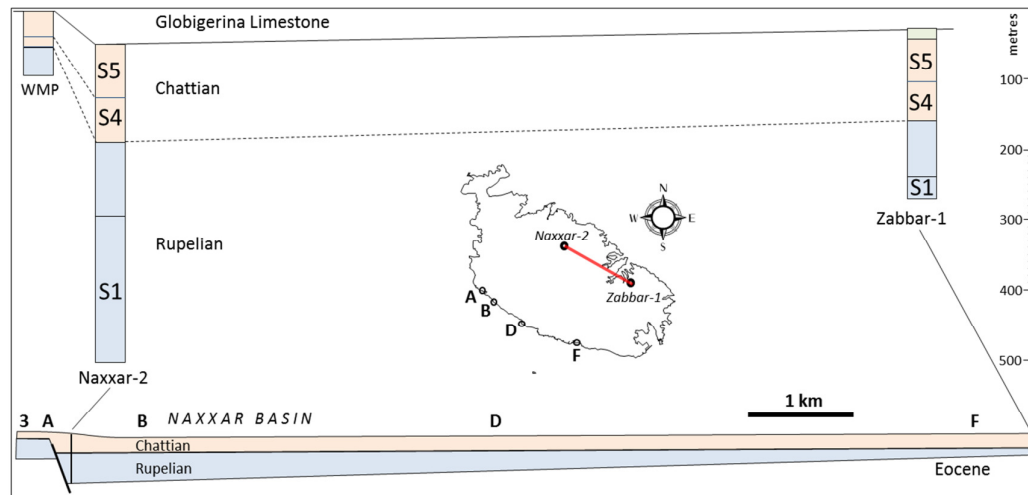 Globigerina Limestone
metres
S5
S5
WMP
Chattian
100
S4
S4
200
N
S1
W E
Naxxar-2
S
Zabbar-1
300
Rupelian
Zabbar-1
S1
A
B
400
D
F
500
Naxxar-2
1 km
3 A B NAXXAR BASIN D F
Chattian
Rupelian
Eocene